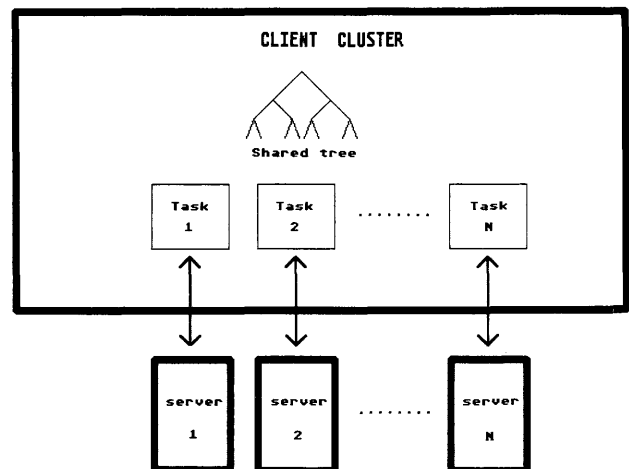 CLIENT CLUSTER
Shared tree
Task Task Task
1 2 ........ N
server server server
1 2 ........ N